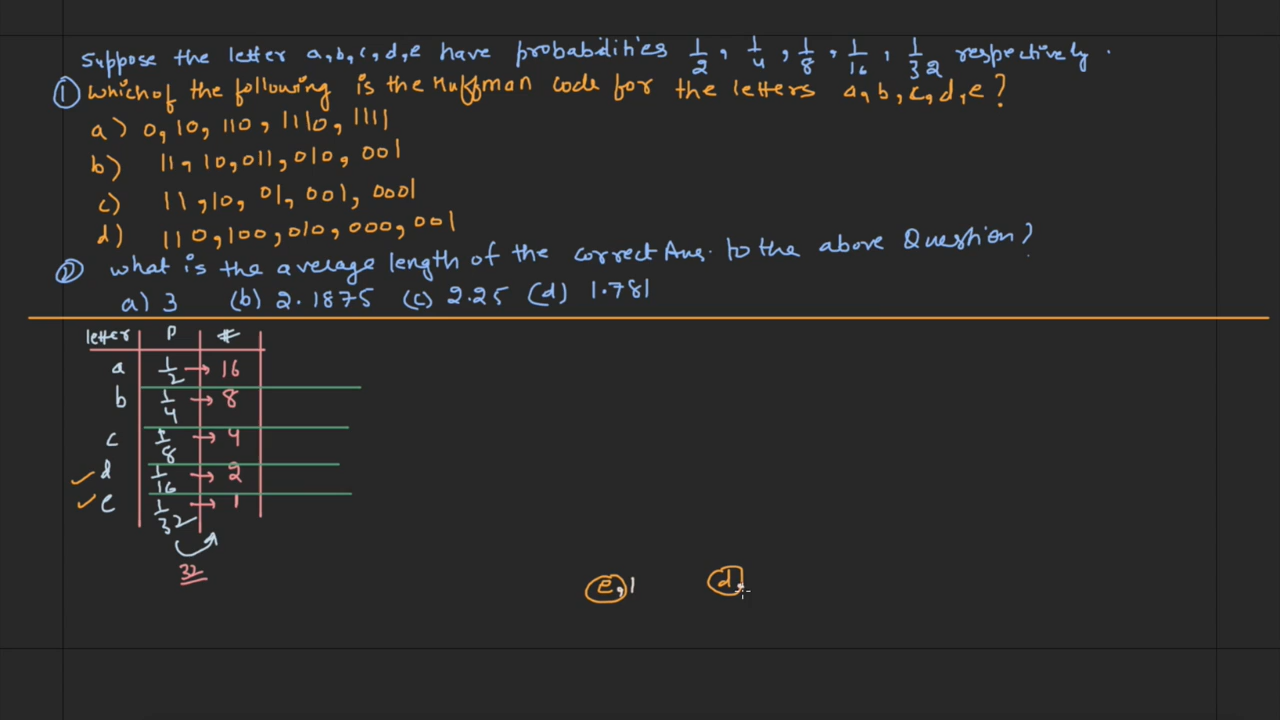 Suppose the letter a,b,c,d,e have probabilities 1/2, 1/4, 1/8, 1/16, 1/32 respectively.
① which of the following is the Huffman code for the letters a,b,c,d,e?
a) 0, 10, 110, 1110, 1111
b) 11, 10, 011, 010, 001
c) 11, 10, 01, 001, 0001
d) 110, 100, 010, 000, 001
② what is the average length of the correct Ans. to the above Question?
a) 3 (b) 2.1875 (c) 2.25 (d) 1.781
letter P #
a 1/2 → 16
b 1/4 → 8
c 1/8 → 4
d 1/16 → 2
e 1/32 → 1
32
e,1 d,